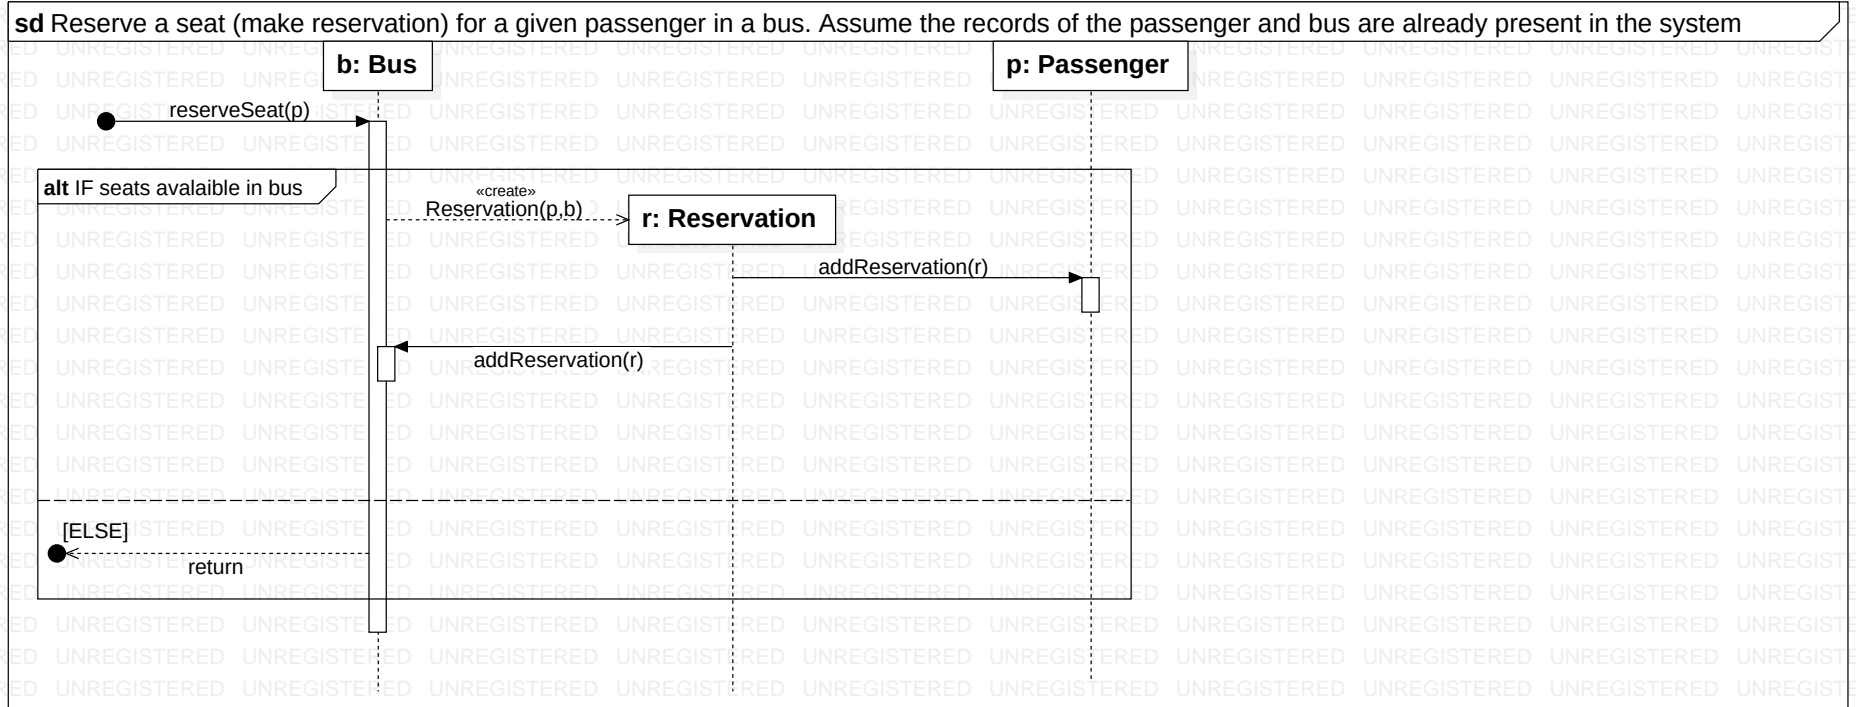 sd Reserve a seat (make reservation) for a given passenger in a bus. Assume the records of the passenger and bus are already present in the system
b: Bus
p: Passenger
reserveSeat(p)
alt IF seats avalaible in bus
«create»
Reservation(p,b)
r: Reservation
addReservation(r)
addReservation(r)
[ELSE]
return
UNREGISTERED